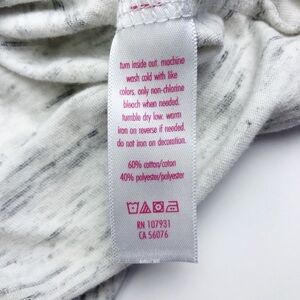 turn inside out. machine
wash cold with like
colors. only non-chlorine
bleach when needed.
tumble dry low. warm
iron on reverse if needed.
do not iron on decoration.
60% cotton/coton
40% polyester/polyester
RN 107931
CA 56076